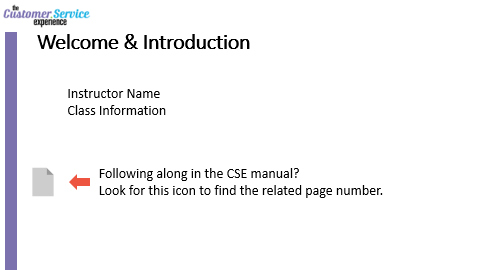 the
Customer Service
experience
Welcome & Introduction
Instructor Name
Class Information
Following along in the CSE manual?
Look for this icon to find the related page number.